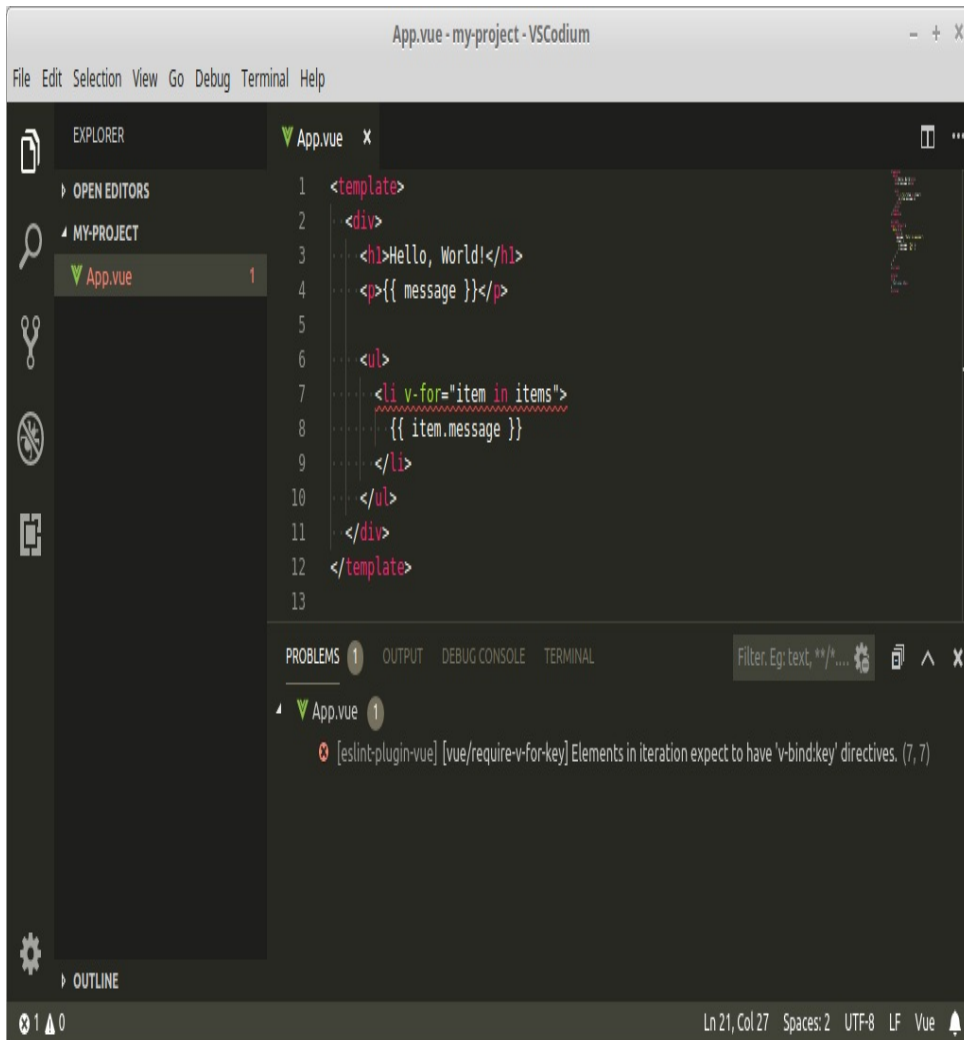 App.vue - my-project - VSCodium
File Edit Selection View Go Debug Terminal Help
EXPLORER
OPEN EDITORS
MY-PROJECT
App.vue 1
OUTLINE
App.vue
1 <template>
2 <div>
3 <h1>Hello, World!</h1>
4 <p>{{ message }}</p>
5
6 <ul>
7 <li v-for="item in items">
8 {{ item.message }}
9 </li>
10 </ul>
11 </div>
12 </template>
13
PROBLEMS 1 OUTPUT DEBUG CONSOLE TERMINAL Filter. Eg: text, **/*....
App.vue 1
[eslint-plugin-vue] [vue/require-v-for-key] Elements in iteration expect to have 'v-bind:key' directives. (7, 7)
1 0 Ln 21, Col 27 Spaces: 2 UTF-8 LF Vue